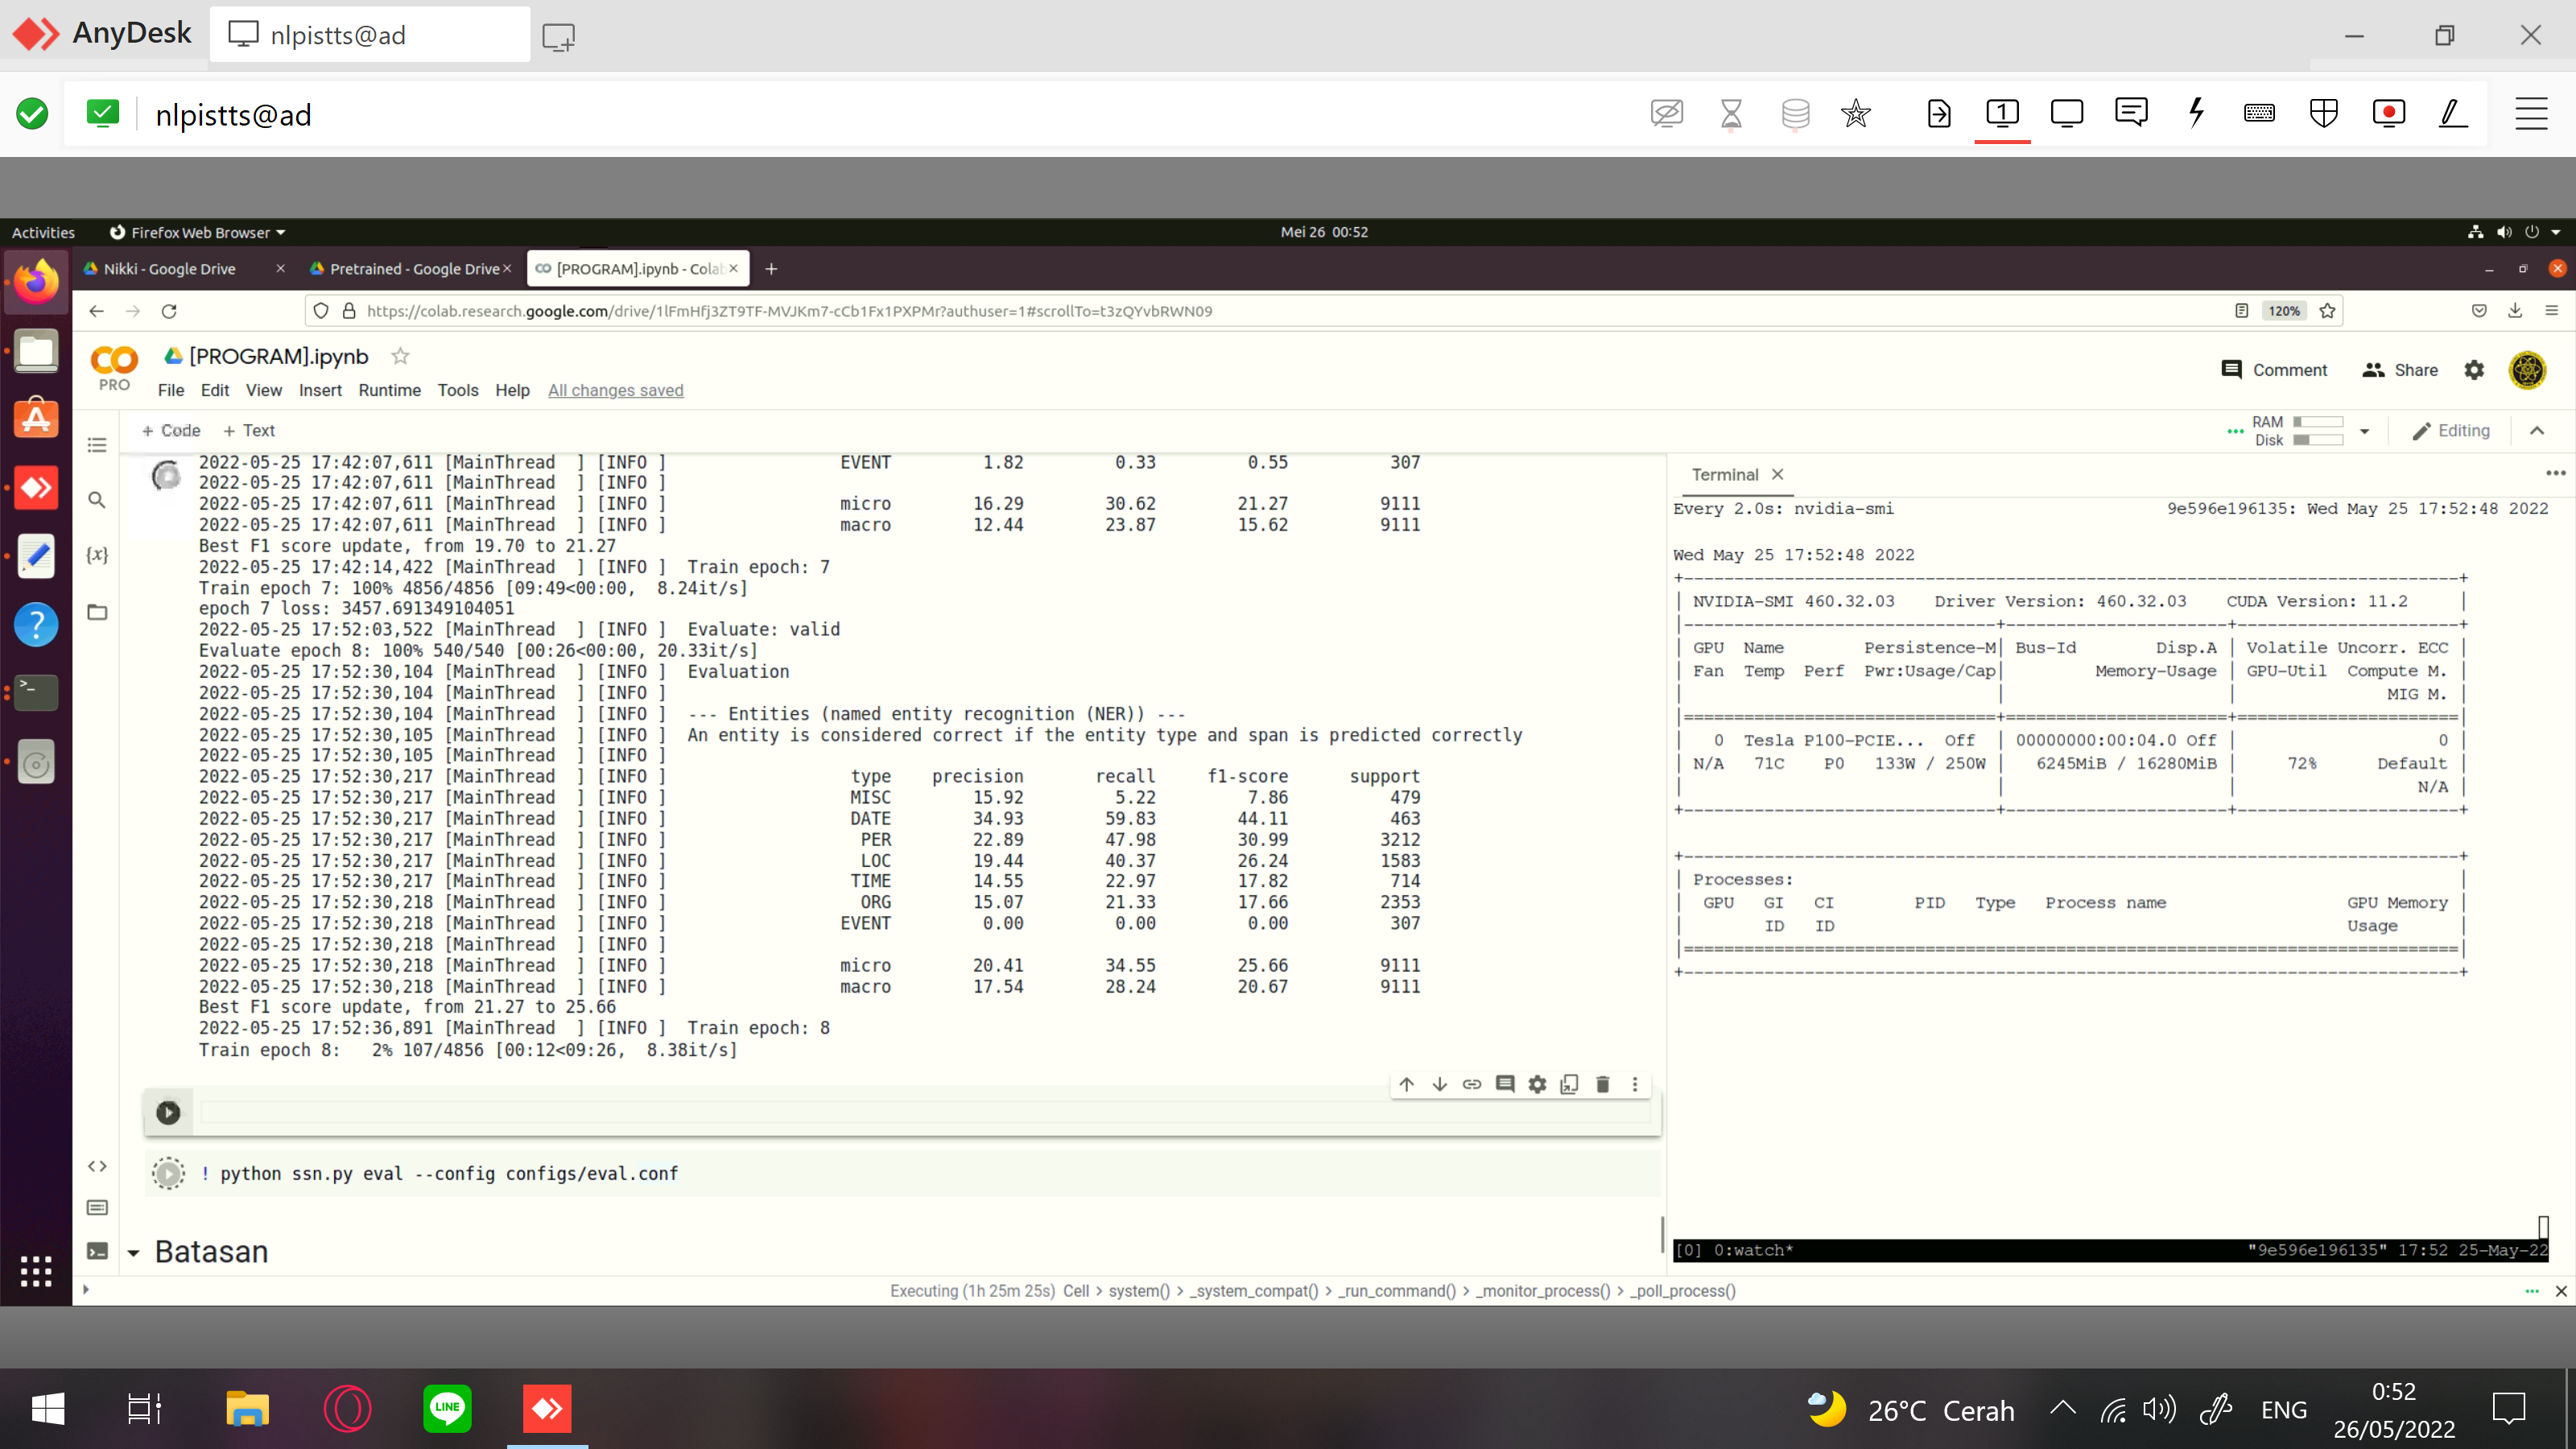 AnyDesk
nlpistts@ad
nlpistts@ad
1
Activities
Firefox Web Browser
Mei 26 00:52
Nikki - Google Drive
Pretrained - Google Drive
[PROGRAM].ipynb - Colab
https://colab.research.google.com/drive/1lFmHfj3ZT9TF-MVJKm7-cCb1Fx1PXPMr?authuser=1#scrollTo=t3zQYvbRWN09
120%
CO
PRO
[PROGRAM].ipynb
File Edit View Insert Runtime Tools Help All changes saved
Comment
Share
+ Code + Text
RAM
Disk
Editing
2022-05-25 17:42:07,611 [MainThread ] [INFO ] EVENT 1.82 0.33 0.55 307
2022-05-25 17:42:07,611 [MainThread ] [INFO ]
2022-05-25 17:42:07,611 [MainThread ] [INFO ] micro 16.29 30.62 21.27 9111
2022-05-25 17:42:07,611 [MainThread ] [INFO ] macro 12.44 23.87 15.62 9111
Best F1 score update, from 19.70 to 21.27
2022-05-25 17:42:14,422 [MainThread ] [INFO ] Train epoch: 7
Train epoch 7: 100% 4856/4856 [09:49<00:00, 8.24it/s]
epoch 7 loss: 3457.691349104051
2022-05-25 17:52:03,522 [MainThread ] [INFO ] Evaluate: valid
Evaluate epoch 8: 100% 540/540 [00:26<00:00, 20.33it/s]
2022-05-25 17:52:30,104 [MainThread ] [INFO ] Evaluation
2022-05-25 17:52:30,104 [MainThread ] [INFO ]
2022-05-25 17:52:30,104 [MainThread ] [INFO ] --- Entities (named entity recognition (NER)) ---
2022-05-25 17:52:30,105 [MainThread ] [INFO ] An entity is considered correct if the entity type and span is predicted correctly
2022-05-25 17:52:30,105 [MainThread ] [INFO ]
2022-05-25 17:52:30,217 [MainThread ] [INFO ] type precision recall f1-score support
2022-05-25 17:52:30,217 [MainThread ] [INFO ] MISC 15.92 5.22 7.86 479
2022-05-25 17:52:30,217 [MainThread ] [INFO ] DATE 34.93 59.83 44.11 463
2022-05-25 17:52:30,217 [MainThread ] [INFO ] PER 22.89 47.98 30.99 3212
2022-05-25 17:52:30,217 [MainThread ] [INFO ] LOC 19.44 40.37 26.24 1583
2022-05-25 17:52:30,217 [MainThread ] [INFO ] TIME 14.55 22.97 17.82 714
2022-05-25 17:52:30,218 [MainThread ] [INFO ] ORG 15.07 21.33 17.66 2353
2022-05-25 17:52:30,218 [MainThread ] [INFO ] EVENT 0.00 0.00 0.00 307
2022-05-25 17:52:30,218 [MainThread ] [INFO ]
2022-05-25 17:52:30,218 [MainThread ] [INFO ] micro 20.41 34.55 25.66 9111
2022-05-25 17:52:30,218 [MainThread ] [INFO ] macro 17.54 28.24 20.67 9111
Best F1 score update, from 21.27 to 25.66
2022-05-25 17:52:36,891 [MainThread ] [INFO ] Train epoch: 8
Train epoch 8: 2% 107/4856 [00:12<09:26, 8.38it/s]
! python ssn.py eval --config configs/eval.conf
Batasan
Terminal
Every 2.0s: nvidia-smi 9e596e196135: Wed May 25 17:52:48 2022
Wed May 25 17:52:48 2022
NVIDIA-SMI 460.32.03 Driver Version: 460.32.03 CUDA Version: 11.2
GPU Name Persistence-M| Bus-Id Disp.A | Volatile Uncorr. ECC |
Fan Temp Perf Pwr:Usage/Cap| Memory-Usage | GPU-Util Compute M. |
MIG M. |
0 Tesla P100-PCIE... Off | 00000000:00:04.0 Off | 0 |
N/A 71C P0 133W / 250W | 6245MiB / 16280MiB | 72% Default |
N/A |
Processes:
GPU GI CI PID Type Process name GPU Memory
ID ID Usage
[0] 0:watch* "9e596e196135" 17:52 25-May-22
Executing (1h 25m 25s) Cell > system() > _system_compat() > _run_command() > _monitor_process() > _poll_process()
LINE
26°C Cerah
ENG
0:52
26/05/2022